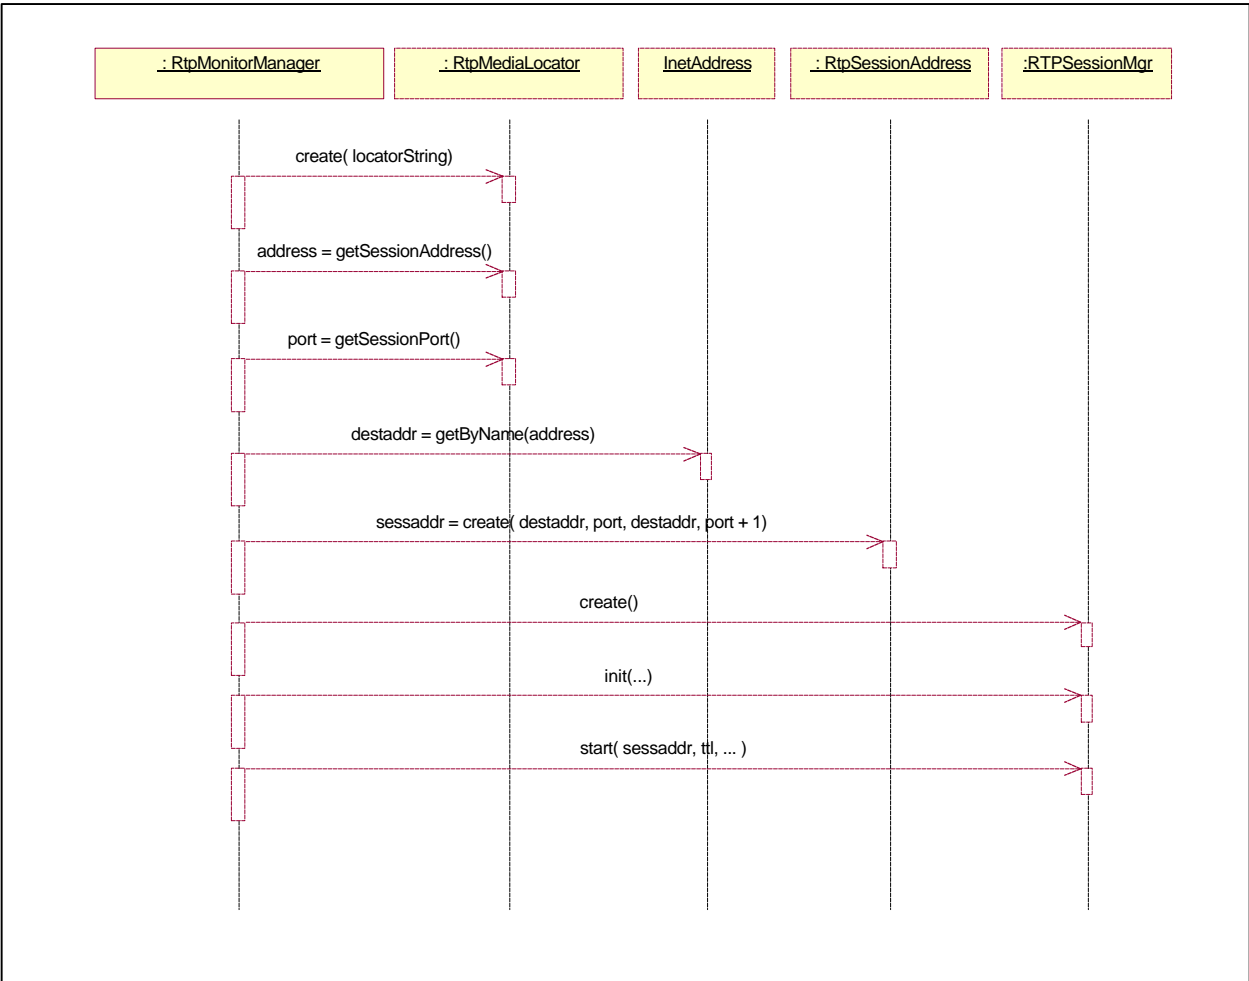 : RtpMonitorManager
: RtpMediaLocator
InetAddress
: RtpSessionAddress
:RTPSessionMgr
create( locatorString)
address = getSessionAddress()
port = getSessionPort()
destaddr = getByName(address)
sessaddr = create( destaddr, port, destaddr, port + 1)
create()
init(...)
start( sessaddr, ttl, ... )